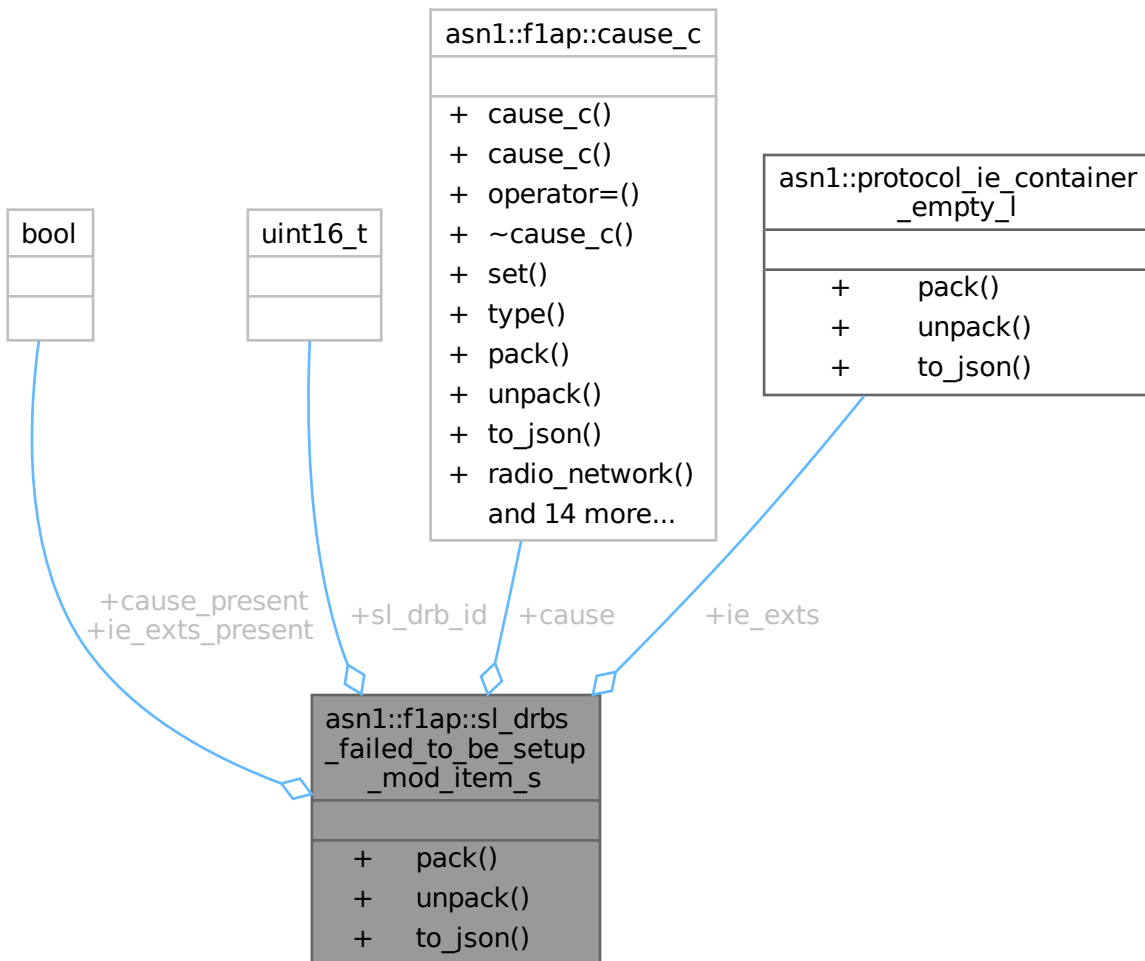 asn1::f1ap::cause_c
+ cause_c()
+ cause_c()
+ operator=()
+ ~cause_c()
+ set()
+ type()
+ pack()
+ unpack()
+ to_json()
+ radio_network()
and 14 more...
asn1::protocol_ie_container
_empty_l
+ pack()
+ unpack()
+ to_json()
bool
uint16_t
+cause_present
+ie_exts_present
+sl_drb_id
+cause
+ie_exts
asn1::f1ap::sl_drbs
_failed_to_be_setup
_mod_item_s
+ pack()
+ unpack()
+ to_json()